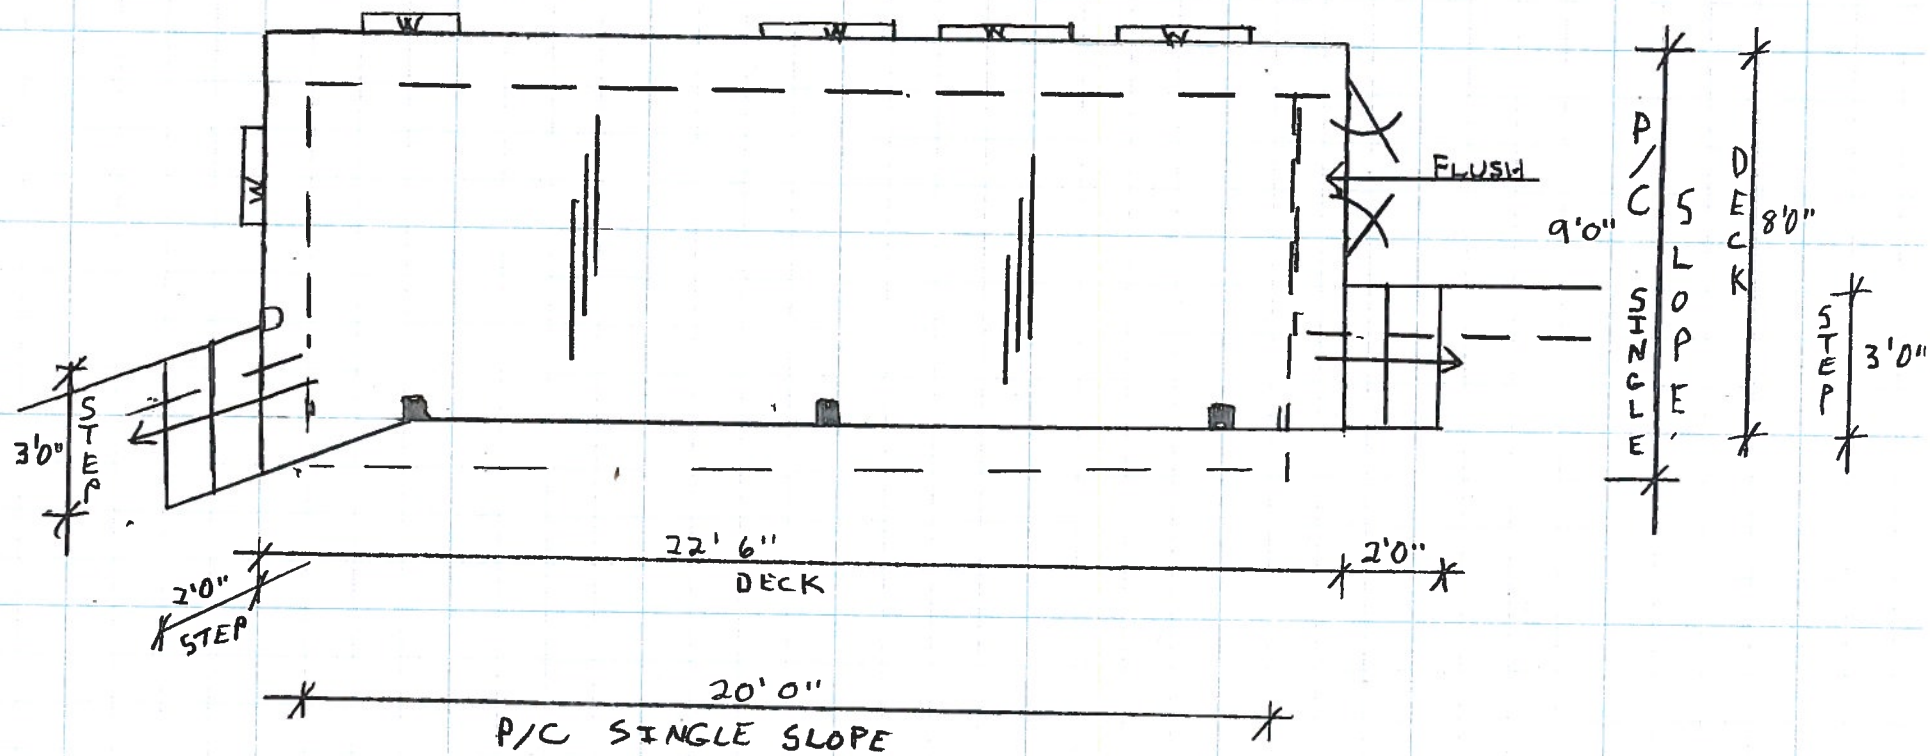 W W W W
W
FLUSH
P/C SINGLE SLOPE,
9'0"
DECK
8'0"
STEP
3'0"
STEP
3'0"
22' 6"
DECK
2'0"
2'0"
STEP
20' 0"
P/C SINGLE SLOPE